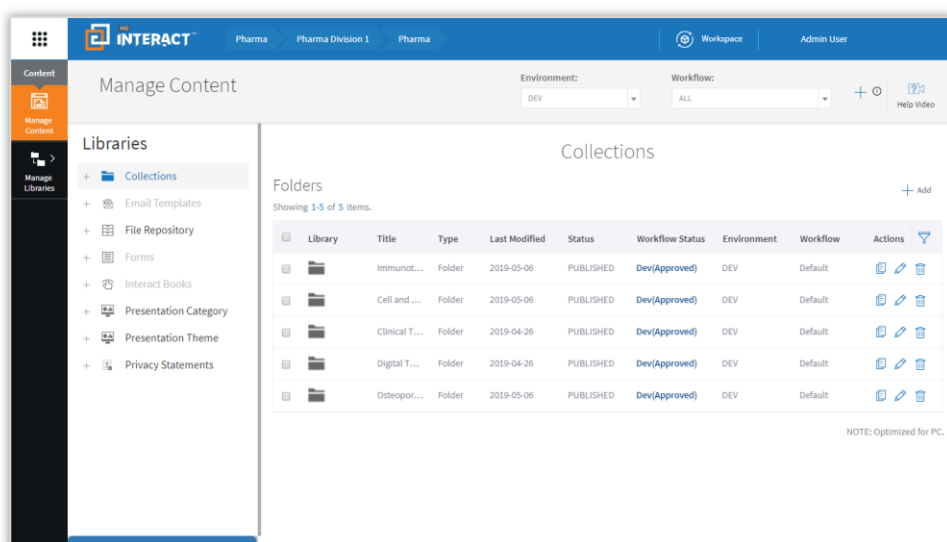 PRO
INTERACT™
Pharma
Pharma Division 1
Pharma
Workspace
Admin User
Content
Manage
Content
Manage
Libraries
Manage Content
Environment:
DEV
Workflow:
ALL
Help Video
Libraries
Collections
Email Templates
File Repository
Forms
Interact Books
Presentation Category
Presentation Theme
Privacy Statements
Collections
Folders
Add
Showing 1-5 of 5 items.
Library Title Type Last Modified Status Workflow Status Environment Workflow Actions
Immunot... Folder 2019-05-06 PUBLISHED Dev(Approved) DEV Default
Cell and ... Folder 2019-05-06 PUBLISHED Dev(Approved) DEV Default
Clinical T... Folder 2019-04-26 PUBLISHED Dev(Approved) DEV Default
Digital T... Folder 2019-04-26 PUBLISHED Dev(Approved) DEV Default
Osteopor... Folder 2019-05-06 PUBLISHED Dev(Approved) DEV Default
NOTE: Optimized for PC.